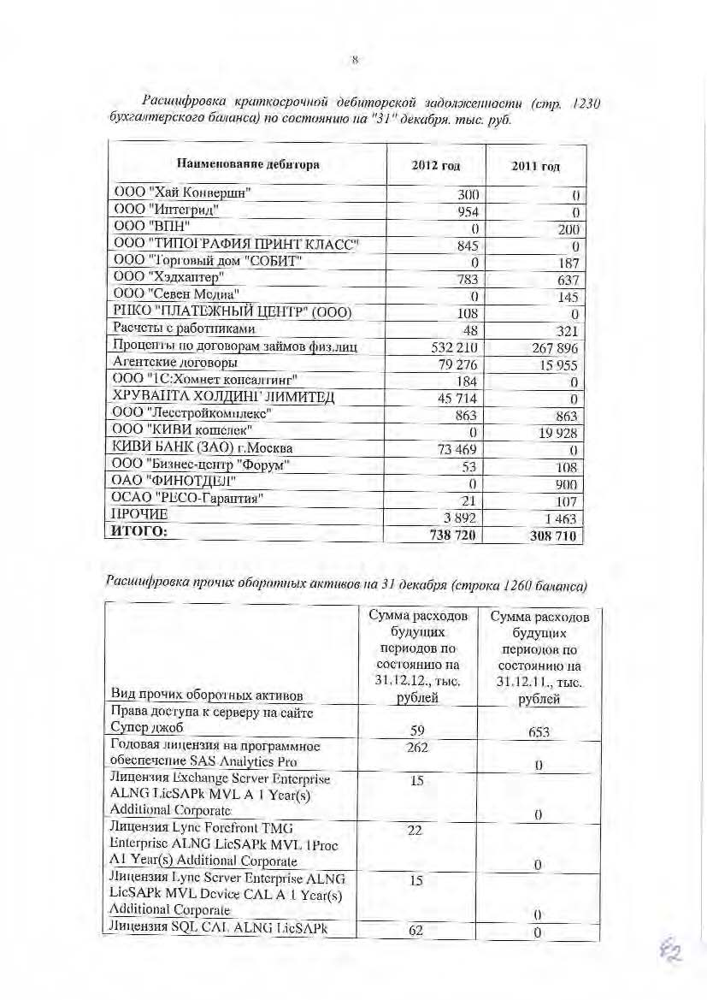 8
Расшифровка краткосрочной дебиторской задолженности (стр. 1230
бухгалтерского баланса) по состоянию на "31" декабря. тыс. руб.
Наименование дебитора 2012 год 2011 год
ООО "Хай Конвершн" 300 0
ООО "Интегрид" 954 0
ООО "ВПН" 0 200
ООО "ТИПОГРАФИЯ ПРИНТ КЛАСС" 845 0
ООО "Торговый дом "СОБИТ" 0 187
ООО "Хэдхантер" 783 637
ООО "Севен Медиа" 0 145
РНКО "ПЛАТЕЖНЫЙ ЦЕНТР" (ООО) 108 0
Расчеты с работниками 48 321
Проценты по договорам займов физ.лиц 532 210 267 896
Агентские договоры 79 276 15 955
ООО "1С:Хомнет консалтинг" 184 0
ХРУВАНТА ХОЛДИНГ ЛИМИТЕД 45 714 0
ООО "Лесстройкомплекс" 863 863
ООО "КИВИ кошелек" 0 19 928
КИВИ БАНК (ЗАО) г.Москва 73 469 0
ООО "Бизнес-центр "Форум" 53 108
ОАО "ФИНОТДЕЛ" 0 900
ОСАО "РЕСО-Гарантия" 21 107
ПРОЧИЕ 3 892 1 463
ИТОГО: 738 720 308 710
Расшифровка прочих оборотных активов на 31 декабря (строка 1260 баланса)
Вид прочих оборотных активов
Сумма расходов
будущих
периодов по
состоянию на
31.12.12., тыс.
рублей
Сумма расходов
будущих
периодов по
состоянию на
31.12.11., тыс.
рублей
Права доступа к серверу на сайте
Супер джоб 59 653
Годовая лицензия на программное 262
обеспечение SAS Analytics Pro 0
Лицензия Exchange Server Enterprise 15
ALNG LicSAPk MVL A 1 Year(s)
Additional Corporate 0
Лицензия Lync Forefront TMG 22
Enterprise ALNG LicSAPk MVL 1Proc
A1 Year(s) Additional Corporate 0
Лицензия Lync Server Enterprise ALNG 15
LicSAPk MVL Device CAL A 1 Year(s)
Additional Corporate 0
Лицензия SQL CAL ALNG LicSAPk 62 0
82